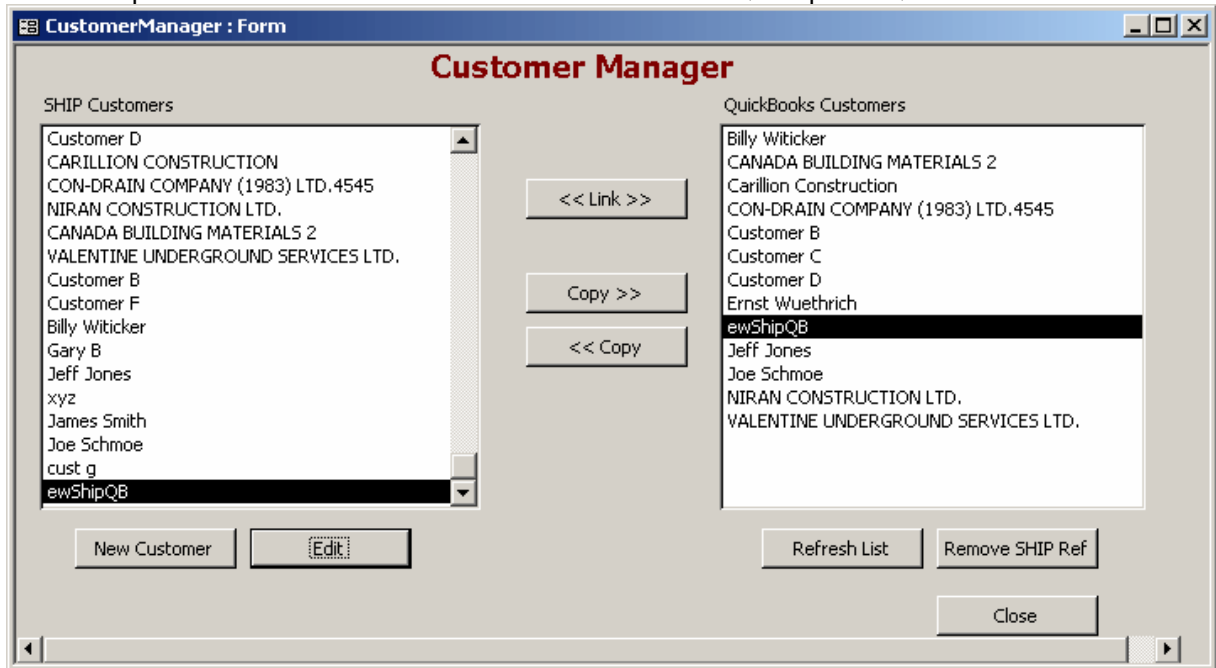 CustomerManager : Form
Customer Manager
SHIP Customers
Customer D
CARILLION CONSTRUCTION
CON-DRAIN COMPANY (1983) LTD.4545
NIRAN CONSTRUCTION LTD.
CANADA BUILDING MATERIALS 2
VALENTINE UNDERGROUND SERVICES LTD.
Customer B
Customer F
Billy Witicker
Gary B
Jeff Jones
xyz
James Smith
Joe Schmoe
cust g
ewShipQB
New Customer
Edit
<< Link >>
Copy >>
<< Copy
QuickBooks Customers
Billy Witicker
CANADA BUILDING MATERIALS 2
Carillion Construction
CON-DRAIN COMPANY (1983) LTD.4545
Customer B
Customer C
Customer D
Ernst Wuethrich
ewShipQB
Jeff Jones
Joe Schmoe
NIRAN CONSTRUCTION LTD.
VALENTINE UNDERGROUND SERVICES LTD.
Refresh List
Remove SHIP Ref
Close